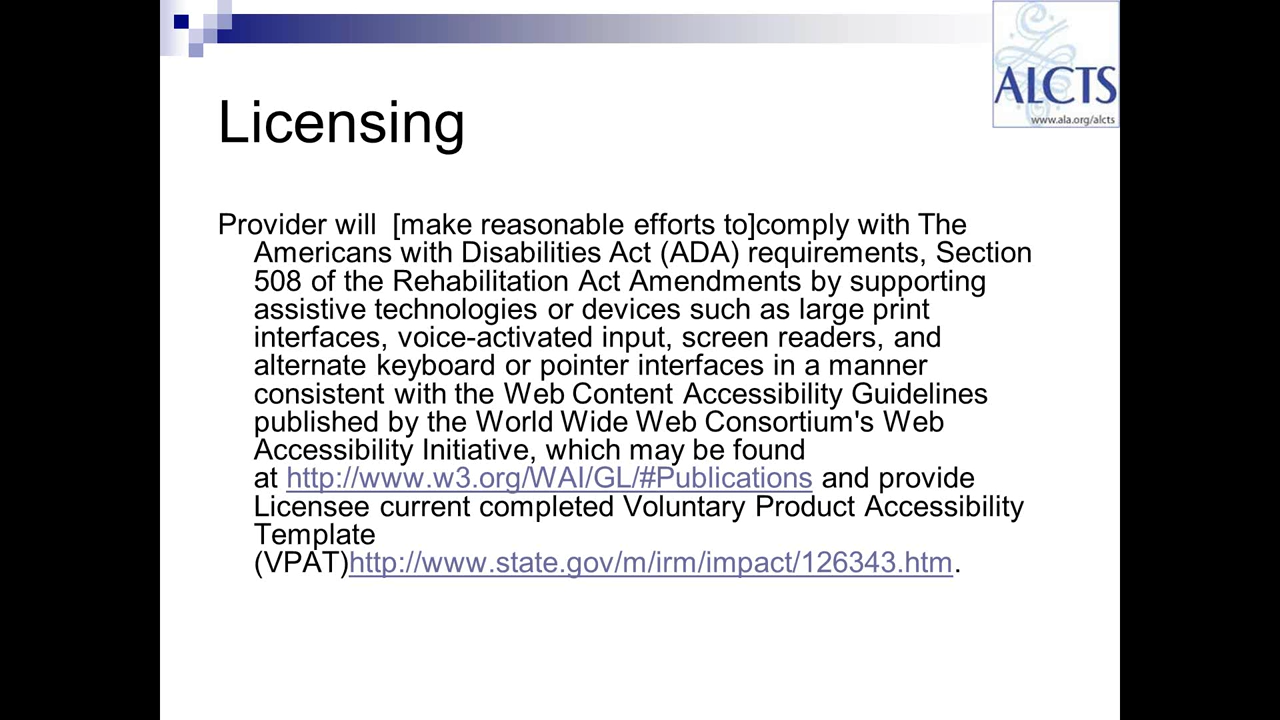 ALCTS
www.ala.org/alcts
Licensing
Provider will  [make reasonable efforts to]comply with The
Americans with Disabilities Act (ADA) requirements, Section
508 of the Rehabilitation Act Amendments by supporting
assistive technologies or devices such as large print
interfaces, voice-activated input, screen readers, and
alternate keyboard or pointer interfaces in a manner
consistent with the Web Content Accessibility Guidelines
published by the World Wide Web Consortium's Web
Accessibility Initiative, which may be found
at http://www.w3.org/WAI/GL/#Publications and provide
Licensee current completed Voluntary Product Accessibility
Template
(VPAT)http://www.state.gov/m/irm/impact/126343.htm.